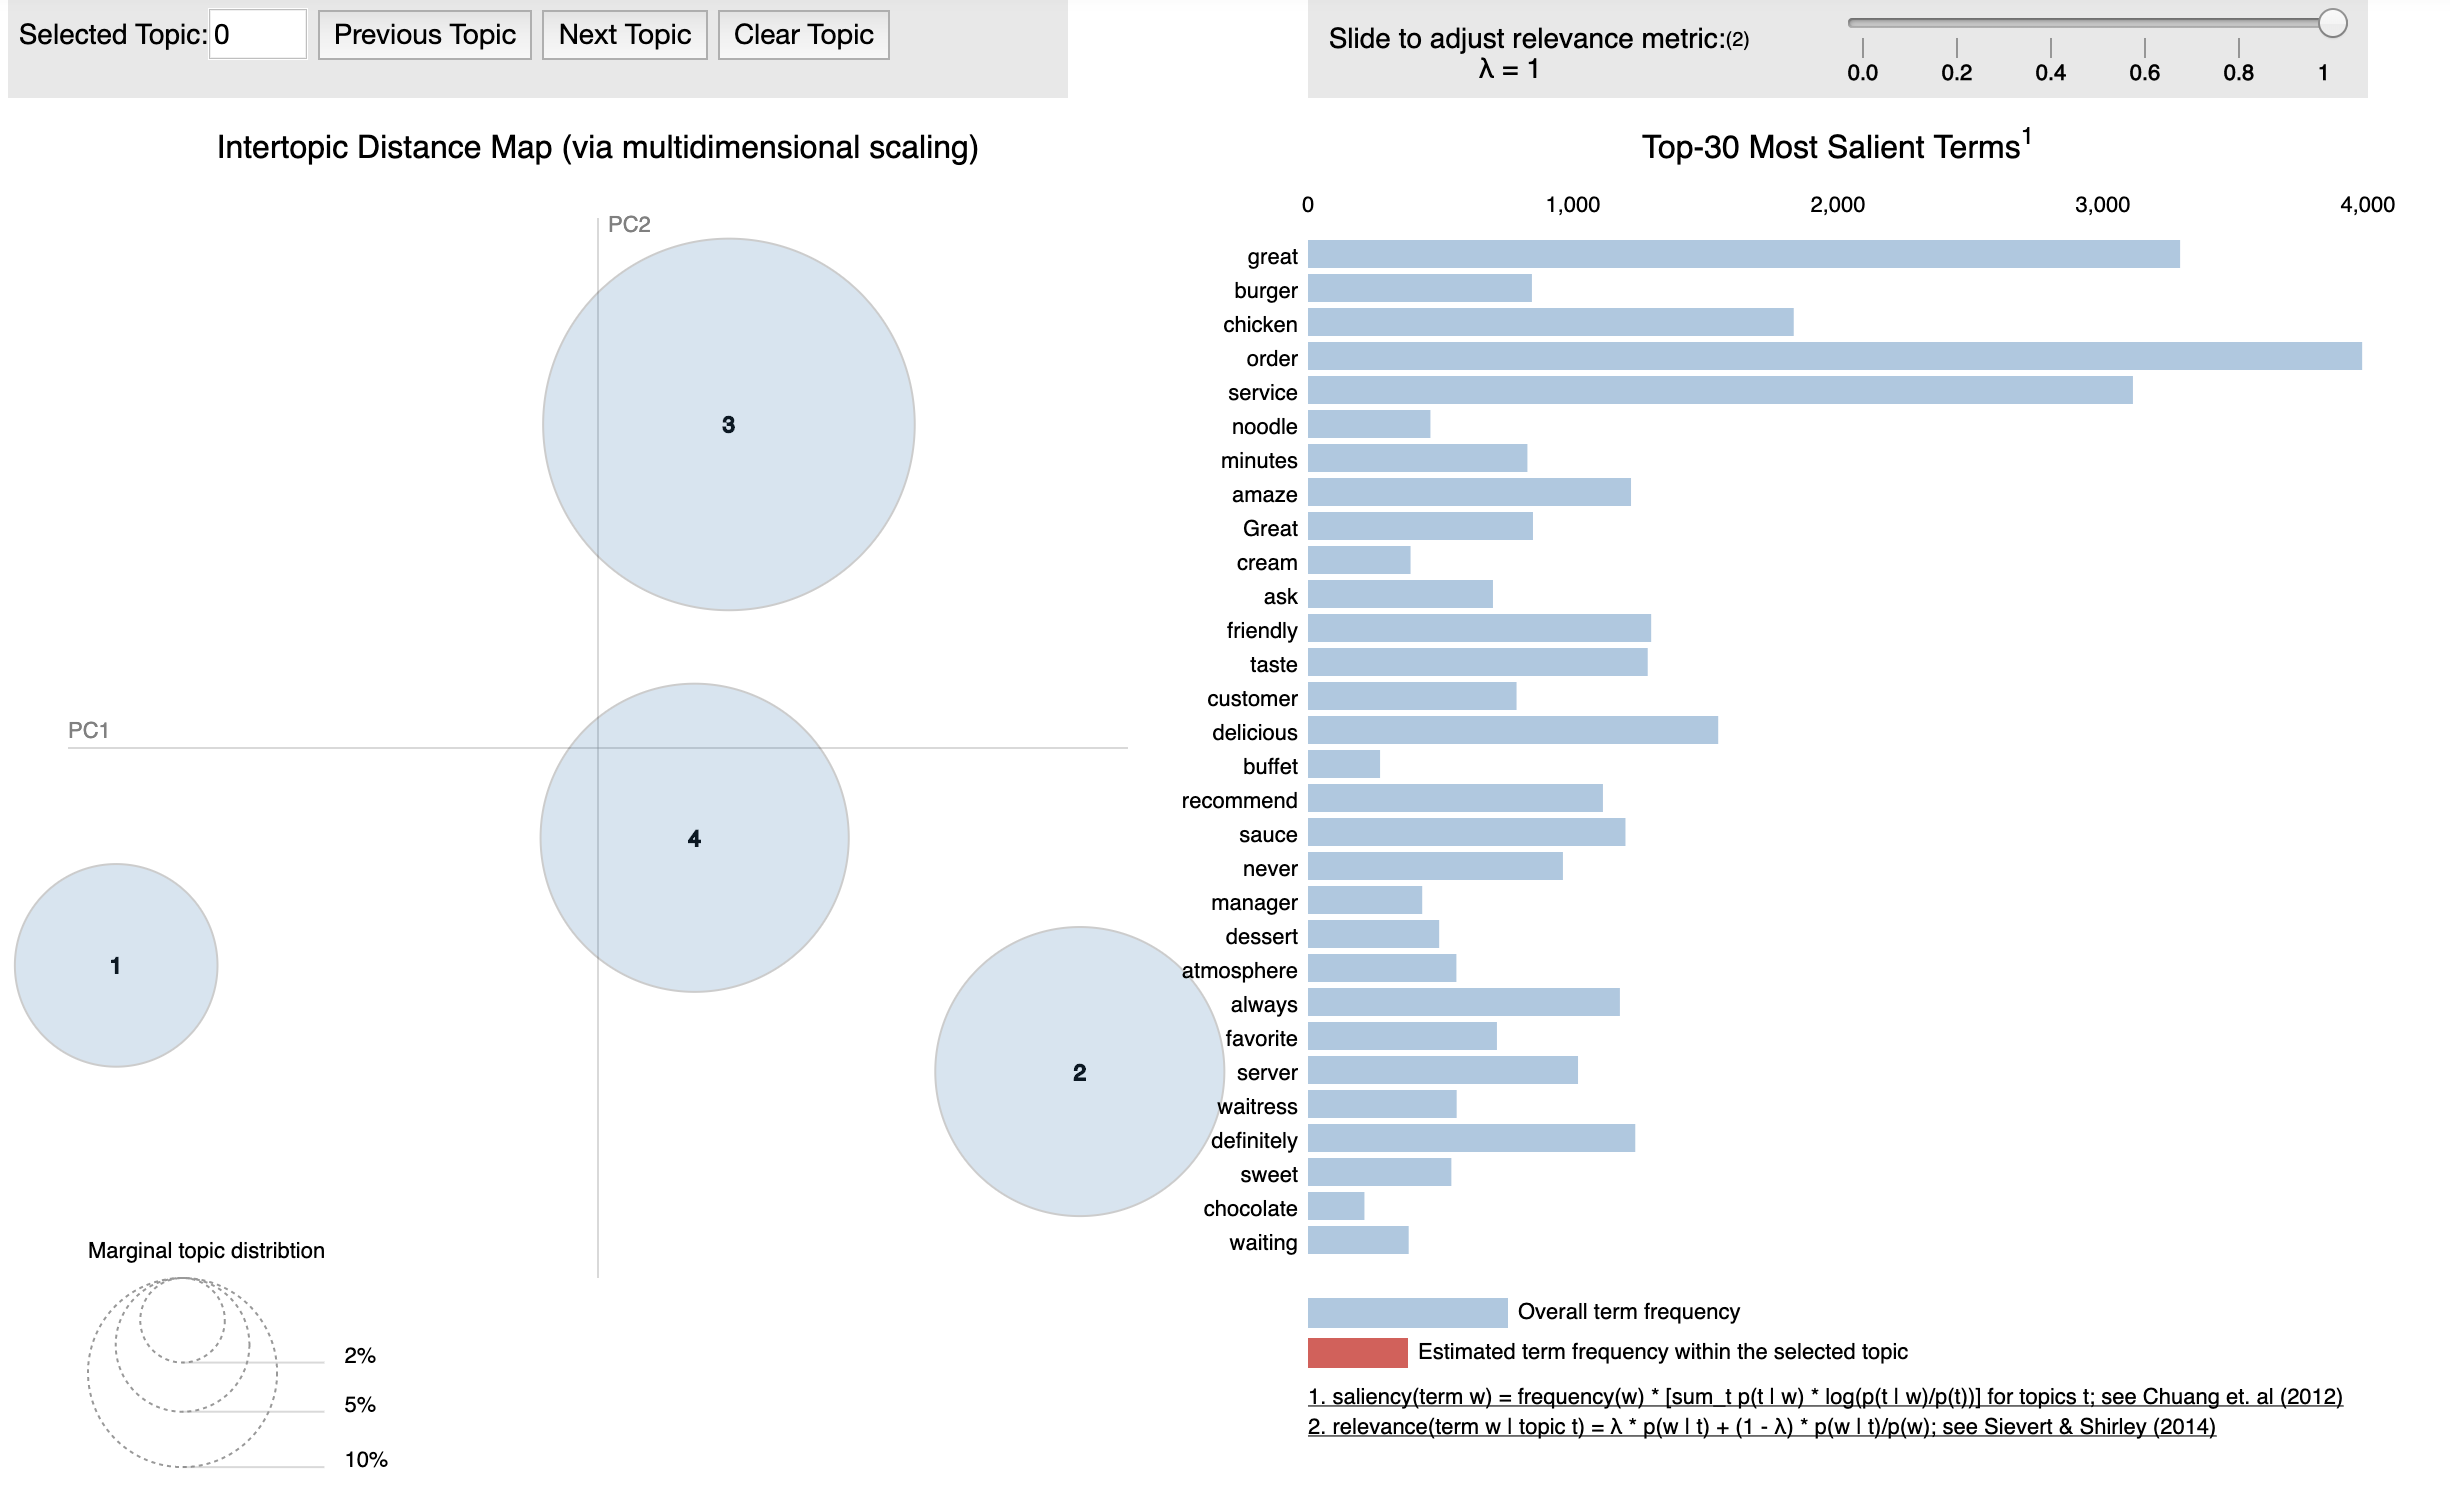 Selected Topic: 0 Previous Topic Next Topic Clear Topic
Slide to adjust relevance metric:(2)
λ = 1
0.0 0.2 0.4 0.6 0.8 1
Intertopic Distance Map (via multidimensional scaling)
PC2
3
PC1
4
1
2
Marginal topic distribtion
2%
5%
10%
Top-30 Most Salient Terms1
0 1,000 2,000 3,000 4,000
great
burger
chicken
order
service
noodle
minutes
amaze
Great
cream
ask
friendly
taste
customer
delicious
buffet
recommend
sauce
never
manager
dessert
atmosphere
always
favorite
server
waitress
definitely
sweet
chocolate
waiting
Overall term frequency
Estimated term frequency within the selected topic
1. saliency(term w) = frequency(w) * [sum_t p(t | w) * log(p(t | w)/p(t))] for topics t; see Chuang et. al (2012)
2. relevance(term w | topic t) = λ * p(w | t) + (1 - λ) * p(w | t)/p(w); see Sievert & Shirley (2014)